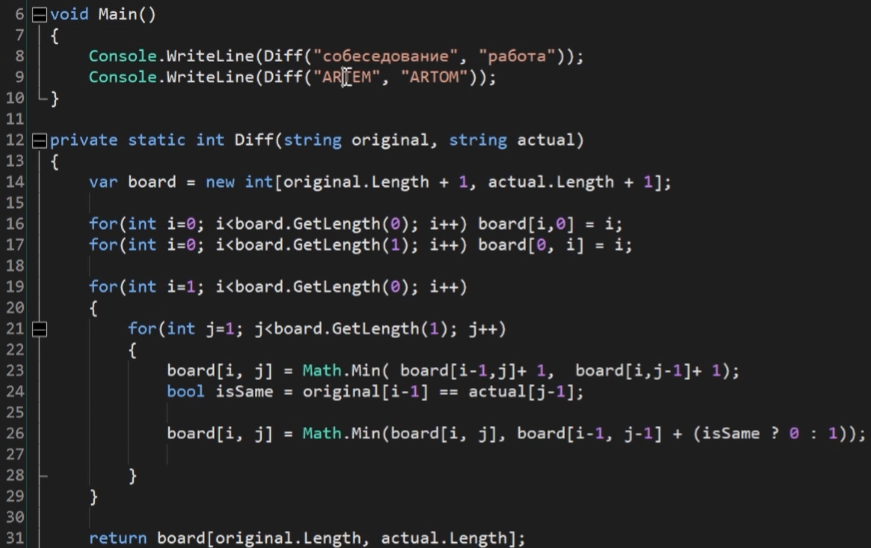 6 void Main()
7 {
8 Console.WriteLine(Diff("собеседование", "работа"));
9 Console.WriteLine(Diff("ARTEM", "ARTOM"));
10 }
11
12 private static int Diff(string original, string actual)
13 {
14 var board = new int[original.Length + 1, actual.Length + 1];
15
16 for(int i=0; i<board.GetLength(0); i++) board[i,0] = i;
17 for(int i=0; i<board.GetLength(1); i++) board[0, i] = i;
18
19 for(int i=1; i<board.GetLength(0); i++)
20 {
21 for(int j=1; j<board.GetLength(1); j++)
22 {
23 board[i, j] = Math.Min( board[i-1,j]+ 1,  board[i,j-1]+ 1);
24 bool isSame = original[i-1] == actual[j-1];
25
26 board[i, j] = Math.Min(board[i, j], board[i-1, j-1] + (isSame ? 0 : 1));
27
28 }
29 }
30
31 return board[original.Length, actual.Length];